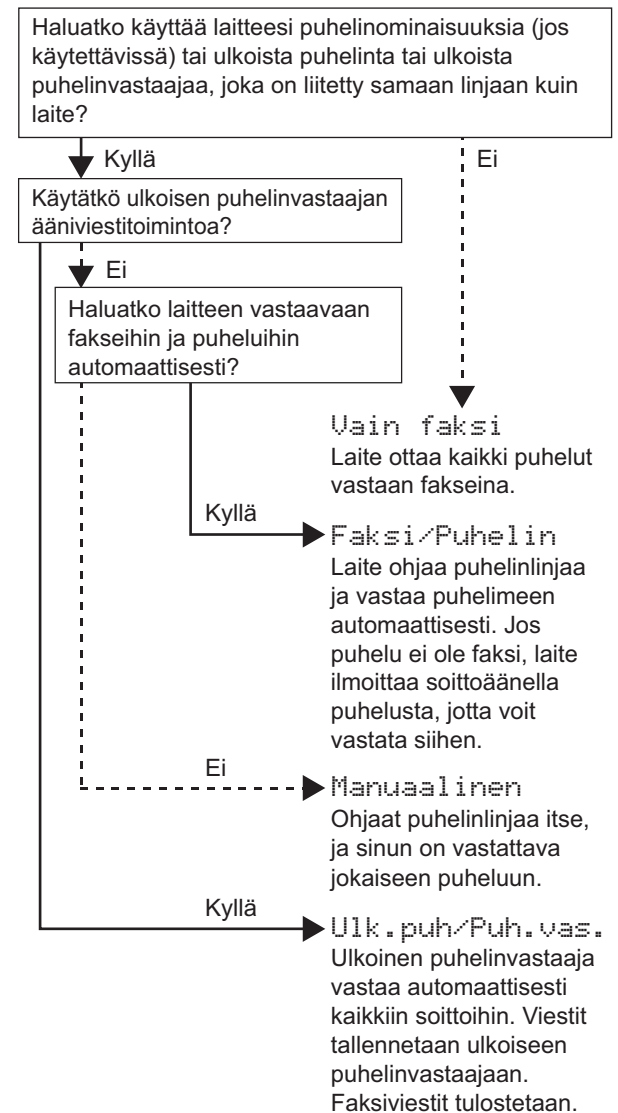 Haluatko käyttää laitteesi puhelinominaisuuksia (jos
käytettävissä) tai ulkoista puhelinta tai ulkoista
puhelinvastaajaa, joka on liitetty samaan linjaan kuin
laite?
Kyllä
Ei
Käytätkö ulkoisen puhelinvastaajan
ääniviestitoimintoa?
Ei
Haluatko laitteen vastaavaan
fakseihin ja puheluihin
automaattisesti?
Vain faksi
Laite ottaa kaikki puhelut
vastaan fakseina.
Kyllä
Faksi/Puhelin
Laite ohjaa puhelinlinjaa
ja vastaa puhelimeen
automaattisesti. Jos
puhelu ei ole faksi, laite
ilmoittaa soittoäänella
puhelusta, jotta voit
vastata siihen.
Ei
Manuaalinen
Ohjaat puhelinlinjaa itse,
ja sinun on vastattava
jokaiseen puheluun.
Kyllä
Ulk.puh/Puh.vas.
Ulkoinen puhelinvastaaja
vastaa automaattisesti
kaikkiin soittoihin. Viestit
tallennetaan ulkoiseen
puhelinvastaajaan.
Faksiviestit tulostetaan.